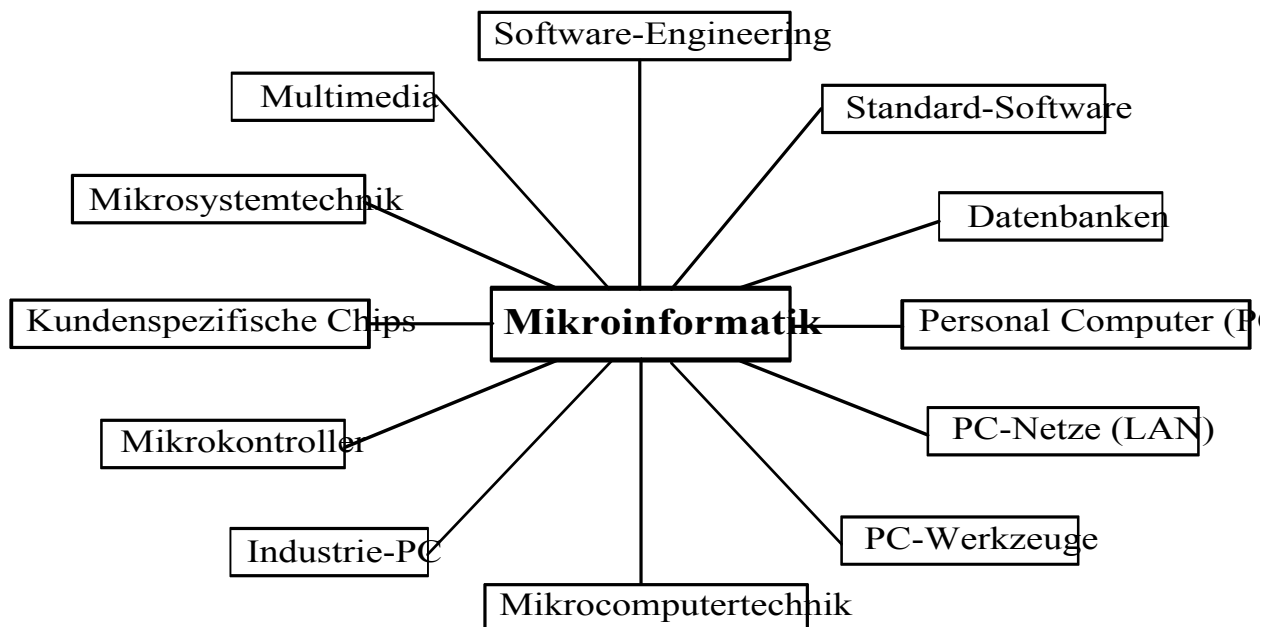 Software-Engineering
Multimedia
Standard-Software
Mikrosystemtechnik
Datenbanken
Kundenspezifische Chips
Mikroinformatik
Personal Computer (P
Mikrokontroller
PC-Netze (LAN)
Industrie-PC
PC-Werkzeuge
Mikrocomputertechnik